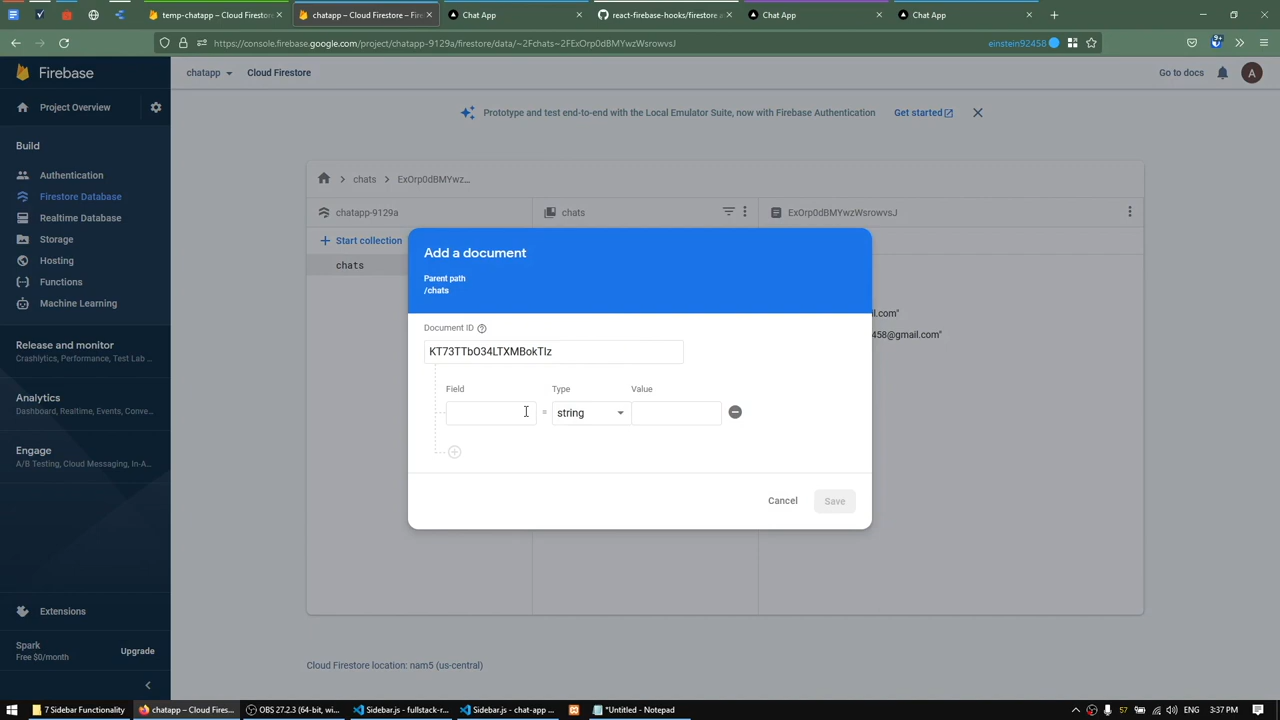 temp-chatapp – Cloud Firestore
chatapp – Cloud Firestore – Fire
Chat App
react-firebase-hooks/firestore a
Chat App
Chat App
https://console.firebase.google.com/project/chatapp-9129a/firestore/data/~2Fchats~2FExOrp0dBMYwzWsrowvsJ
einstein92458
Firebase
chatapp
Cloud Firestore
Go to docs
A
Project Overview
Prototype and test end-to-end with the Local Emulator Suite, now with Firebase Authentication
Get started
Build
Authentication
Firestore Database
Realtime Database
Storage
Hosting
Functions
Machine Learning
Release and monitor
Crashlytics, Performance, Test Lab ...
Analytics
Dashboard, Realtime, Events, Conve...
Engage
A/B Testing, Cloud Messaging, In-A...
Extensions
Spark
Free $0/month
Upgrade
chats
ExOrp0dBMYwz...
chatapp-9129a
chats
ExOrp0dBMYwzWsrowvsJ
Start collection
chats
il.com"
458@gmail.com"
Add a document
Parent path
/chats
Document ID
KT73TTbO34LTXMBokTIz
Field
Type
Value
=
string
Cancel
Save
Cloud Firestore location: nam5 (us-central)
7 Sidebar Functionality
chatapp – Cloud Fires...
OBS 27.2.3 (64-bit, wi...
Sidebar.js - fullstack-r...
Sidebar.js - chat-app ...
*Untitled - Notepad
57
ENG
3:37 PM